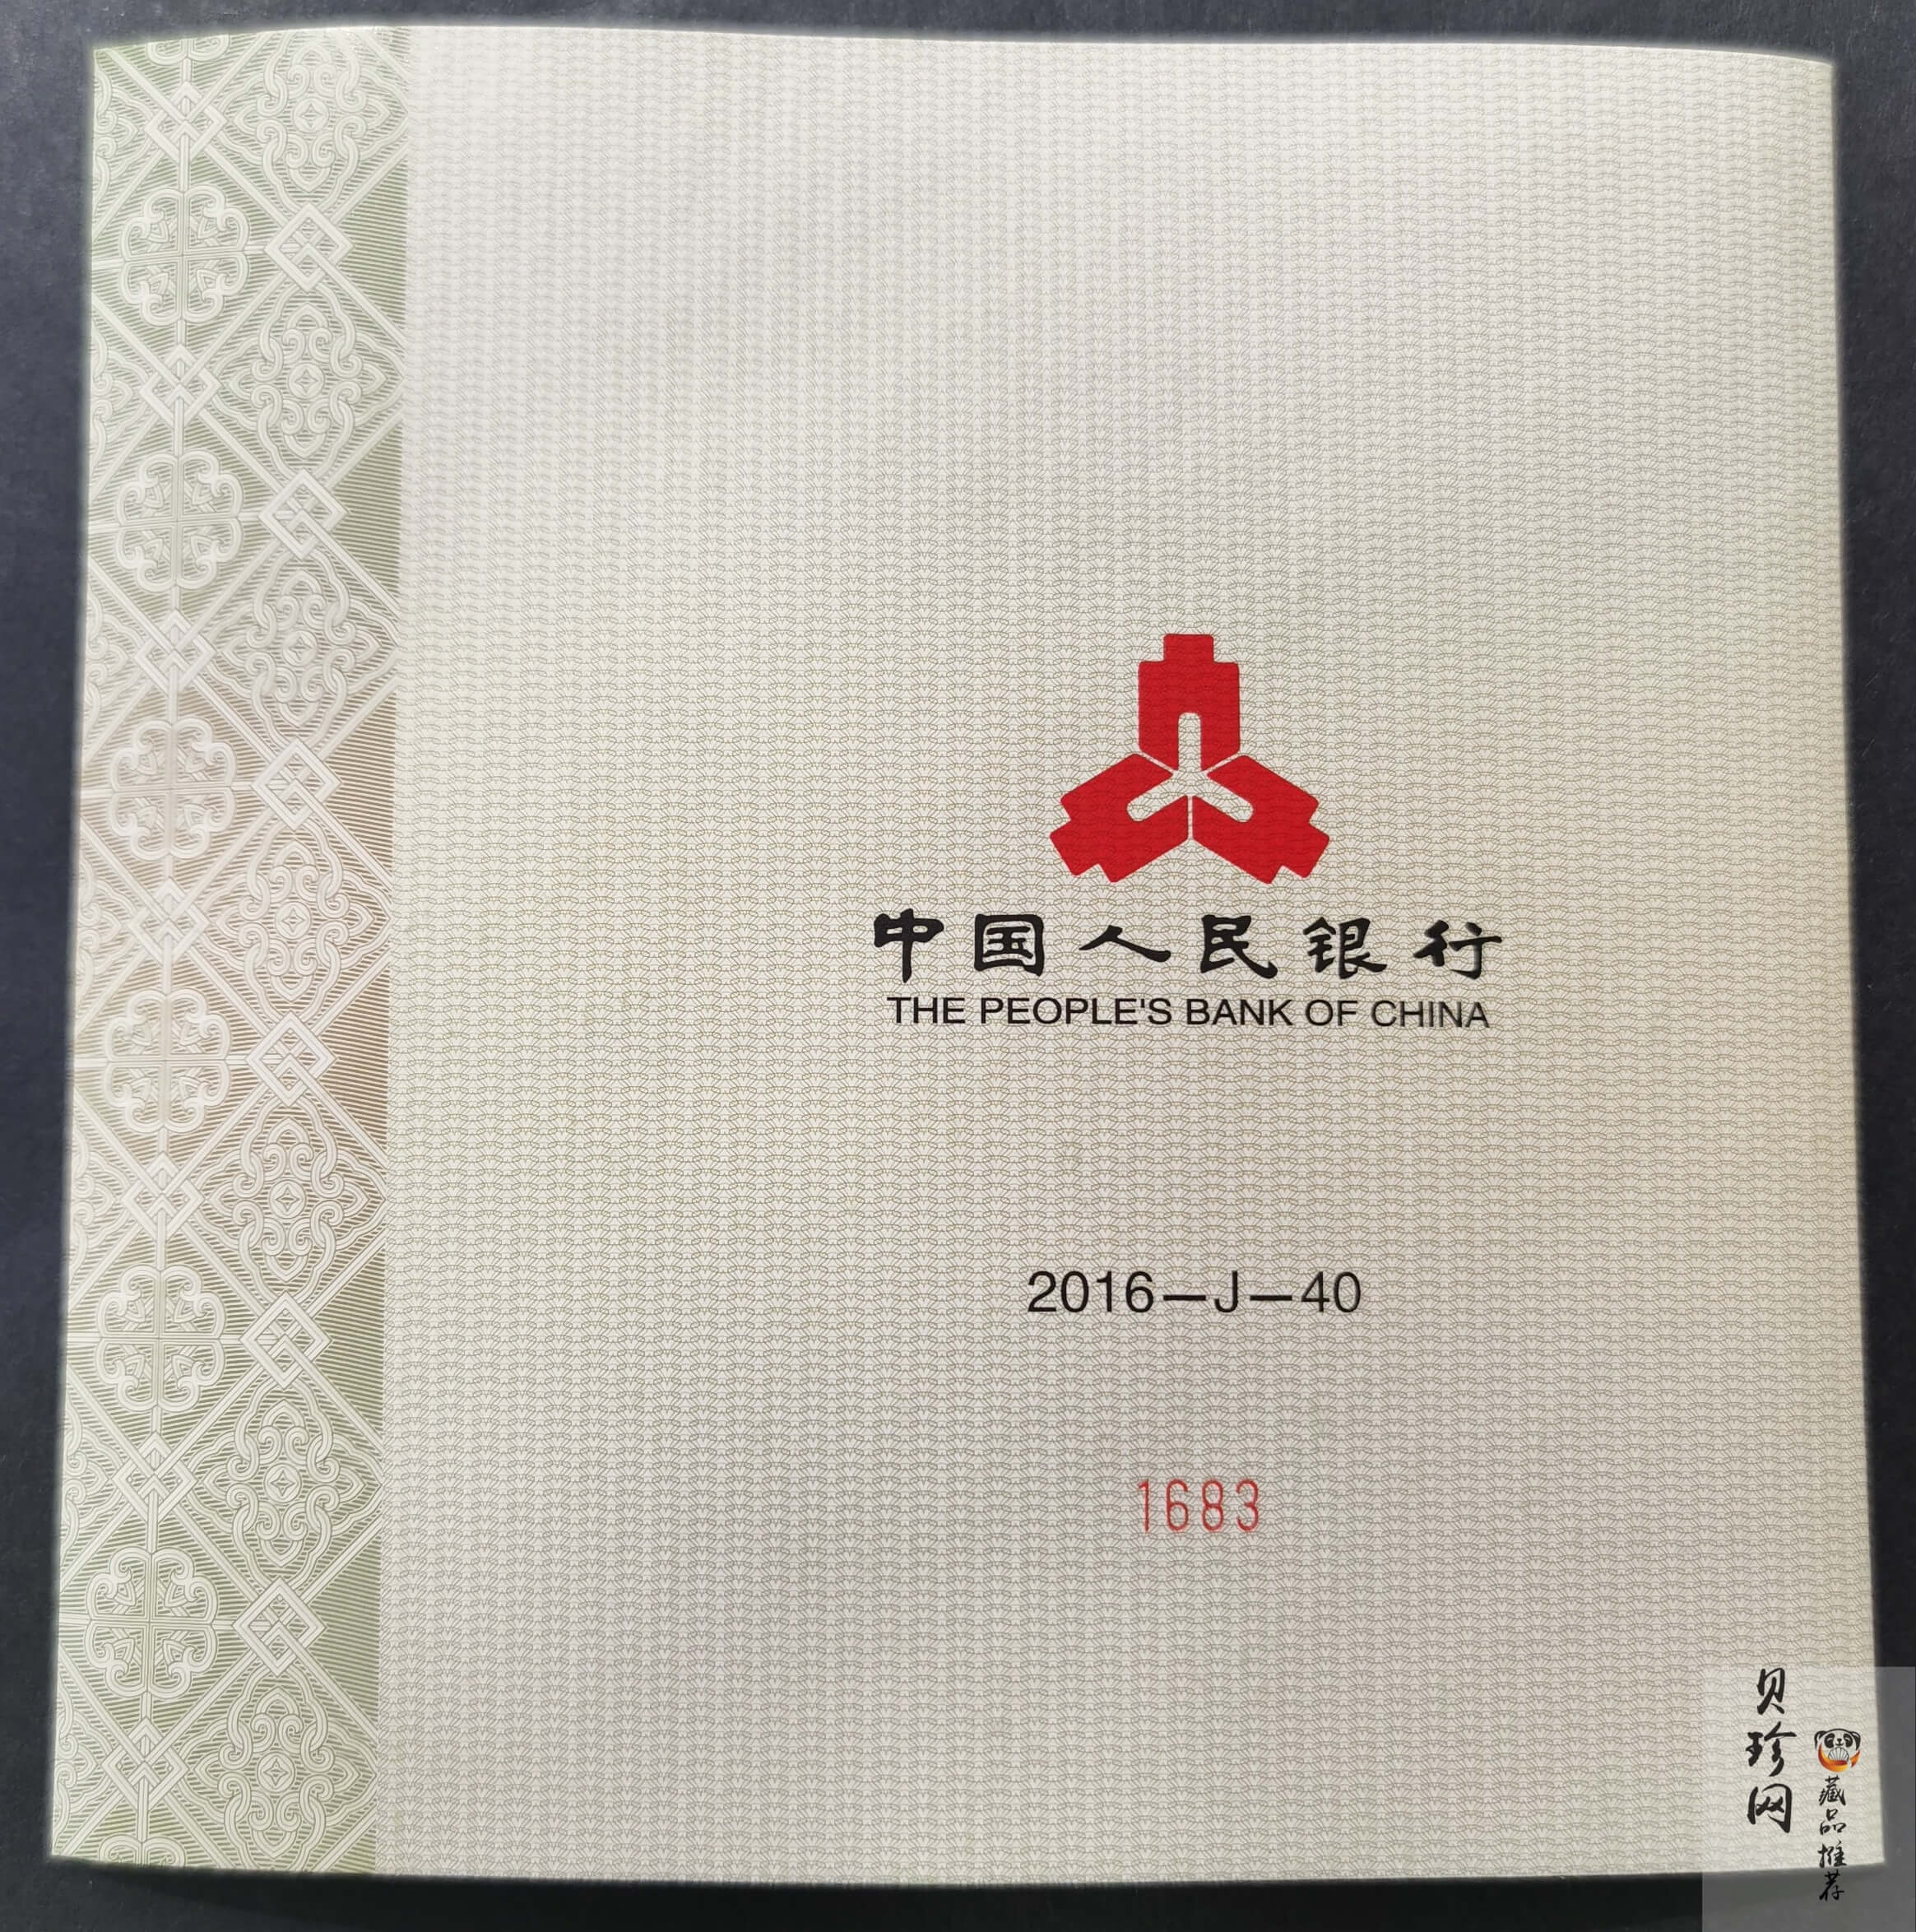 中国人民银行
THE PEOPLE'S BANK OF CHINA
2016—J—40
1683
贝珍网
藏品推荐